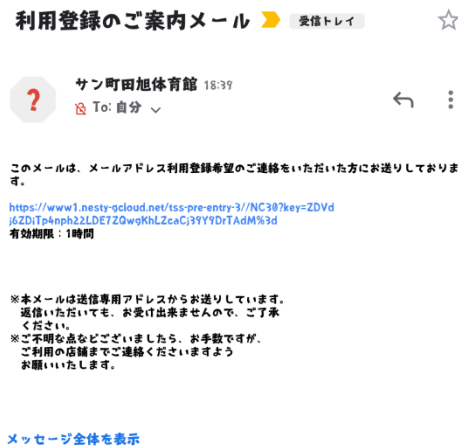 利用登録のご案内メール 受信トレイ
?
サン町田旭体育館 18:39
To: 自分
このメールは、メールアドレス利用登録希望のご連絡をいただいた方にお送りしておりま
す。
https://www1.nesty-gcloud.net/tss-pre-entry-3//NC30?key=ZDVd
j6ZDiTp4nph22LDE7ZQwgKhLZcaCj39Y9DrTAdM%3d
有効期限：1時間
※本メールは送信専用アドレスからお送りしています。
返信いただいても、お受け出来ませんので、ご了承
ください。
※ご不明な点などございましたら、お手数ですが、
ご利用の店舗までご連絡くださいますよう
お願いいたします。
メッセージ全体を表示